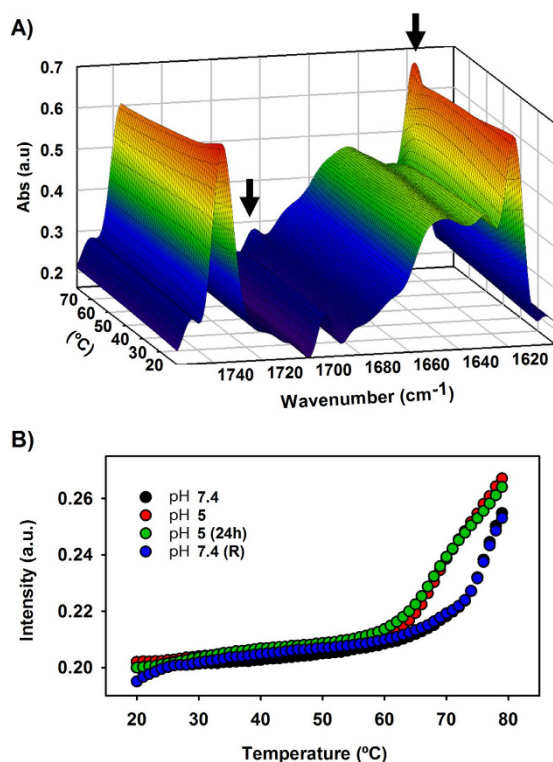 A)
Abs (a.u)
0.7
0.6
0.5
0.4
0.3
0.2
70
60
50
40
30
20
(ºC)
1740
1720
1700
1680
1660
1640
1620
Wavenumber (cm⁻¹)
B)
Intensity (a.u.)
0.26
0.24
0.22
0.20
pH 7.4
pH 5
pH 5 (24h)
pH 7.4 (R)
20 30 40 50 60 70 80
Temperature (ºC)